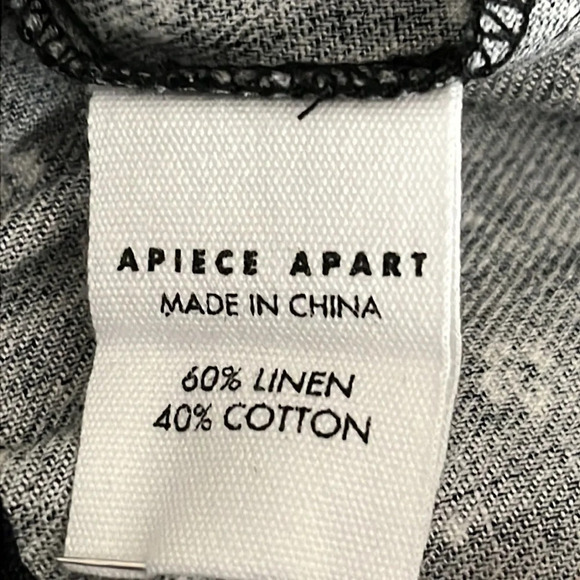 APIECE APART
MADE IN CHINA
60% LINEN
40% COTTON